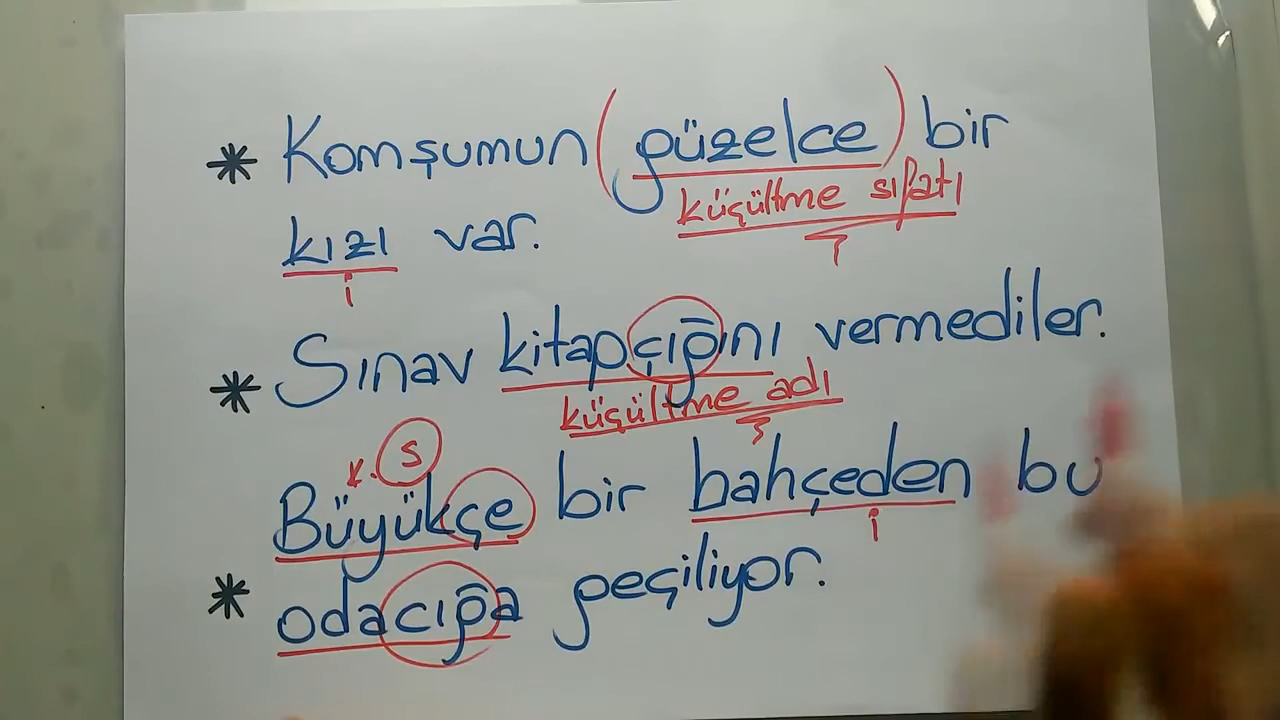 * Komşumun (güzelce) bir
küçültme sıfatı
kızı var.
i
* Sınav kitapçığını vermediler.
küçültme adı
K. S
Büyükçe bir bahçeden bu
i
* odacığa geçiliyor.